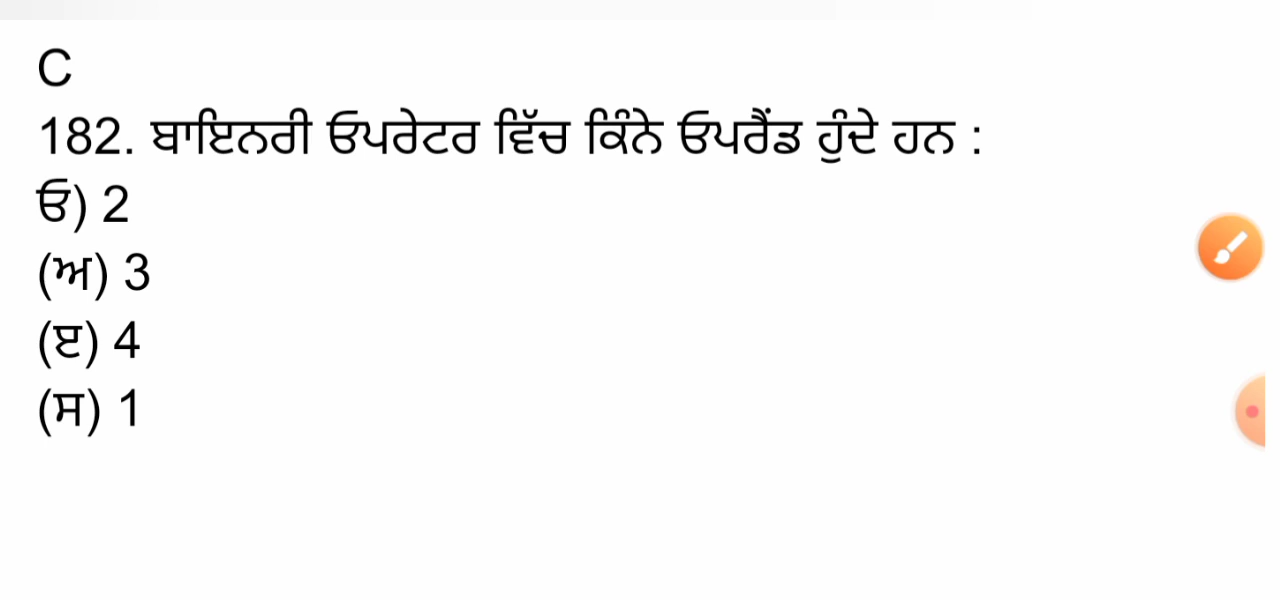 C
182. ਬਾਇਨਰੀ ਓਪਰੇਟਰ ਵਿੱਚ ਕਿੰਨੇ ਓਪਰੈਂਡ ਹੁੰਦੇ ਹਨ :
ਓ) 2
(ਅ) 3
(ੲ) 4
(ਸ) 1